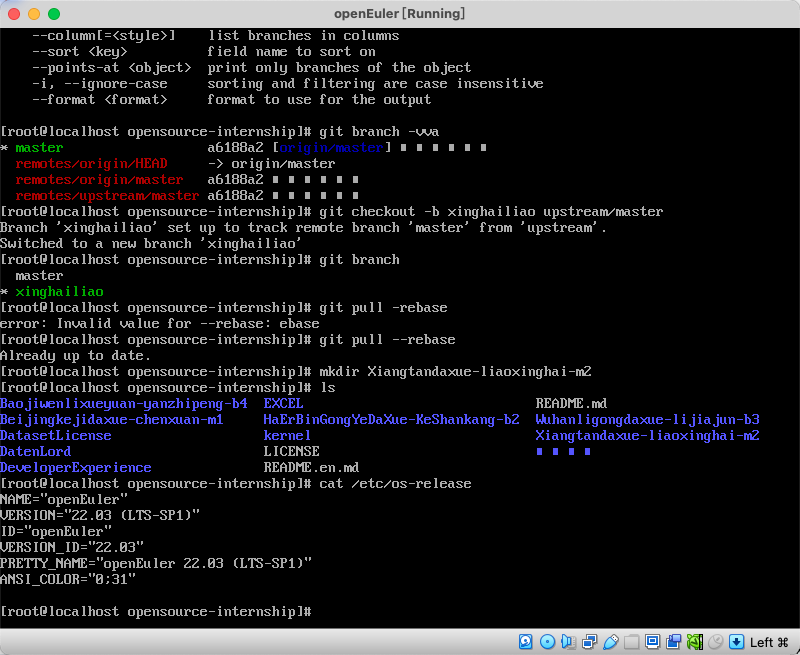 openEuler [Running]
--column[=<style>] list branches in columns
--sort <key> field name to sort on
--points-at <object> print only branches of the object
-i, --ignore-case sorting and filtering are case insensitive
--format <format> format to use for the output
[root@localhost opensource-internship]# git branch -vva
* master a6188a2 [origin/master]
remotes/origin/HEAD -> origin/master
remotes/origin/master a6188a2
remotes/upstream/master a6188a2
[root@localhost opensource-internship]# git checkout -b xinghailiao upstream/master
Branch 'xinghailiao' set up to track remote branch 'master' from 'upstream'.
Switched to a new branch 'xinghailiao'
[root@localhost opensource-internship]# git branch
master
* xinghailiao
[root@localhost opensource-internship]# git pull -rebase
error: Invalid value for --rebase: ebase
[root@localhost opensource-internship]# git pull --rebase
Already up to date.
[root@localhost opensource-internship]# mkdir Xiangtandaxue-liaoxinghai-m2
[root@localhost opensource-internship]# ls
Baojiwenlixueyuan-yanzhipeng-b4 EXCEL README.md
Beijingkejidaxue-chenxuan-m1 HaErBinGongYeDaXue-KeShankang-b2 Wuhanligongdaxue-lijiajun-b3
DatasetLicense kernel Xiangtandaxue-liaoxinghai-m2
DatenLord LICENSE
DeveloperExperience README.en.md
[root@localhost opensource-internship]# cat /etc/os-release
NAME="openEuler"
VERSION="22.03 (LTS-SP1)"
ID="openEuler"
VERSION_ID="22.03"
PRETTY_NAME="openEuler 22.03 (LTS-SP1)"
ANSI_COLOR="0;31"
[root@localhost opensource-internship]#
Left ⌘